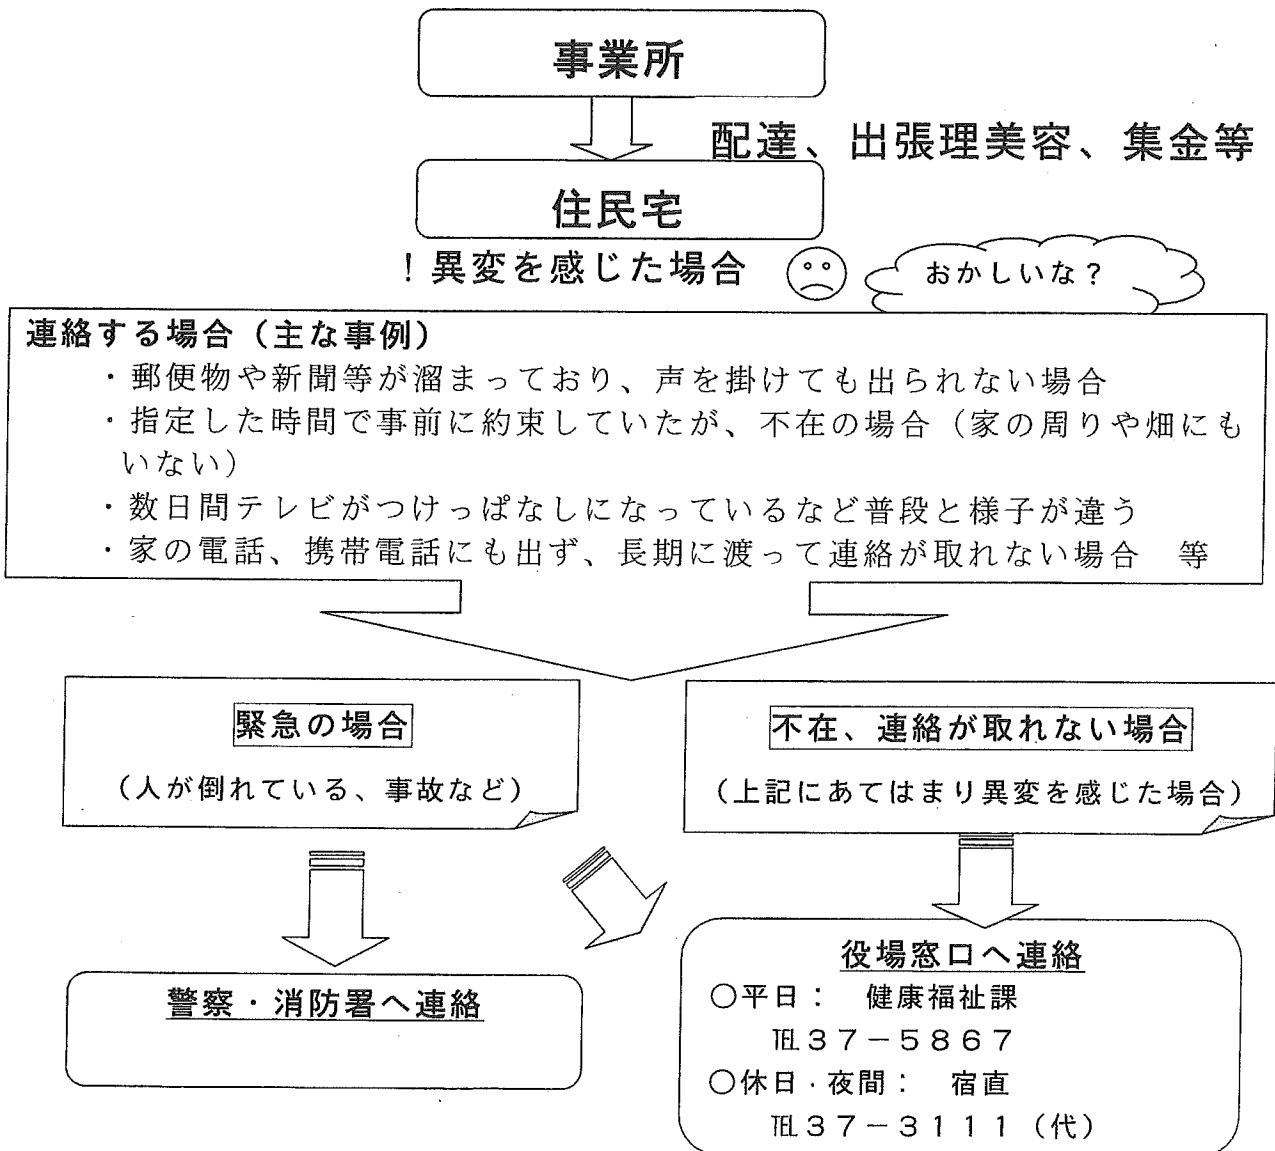 事業所
配達、出張理美容、集金等
住民宅
！異変を感じた場合
おかしいな？
連絡する場合（主な事例）
・郵便物や新聞等が溜まっており、声を掛けても出られない場合
・指定した時間で事前に約束していたが、不在の場合（家の周りや畑にも
いない）
・数日間テレビがつけっぱなしになっているなど普段と様子が違う
・家の電話、携帯電話にも出ず、長期に渡って連絡が取れない場合　等
緊急の場合
（人が倒れている、事故など）
不在、連絡が取れない場合
（上記にあてはまり異変を感じた場合）
警察・消防署へ連絡
役場窓口へ連絡
○平日：　健康福祉課
℡３７－５８６７
○休日・夜間：　宿直
℡３７－３１１１（代）